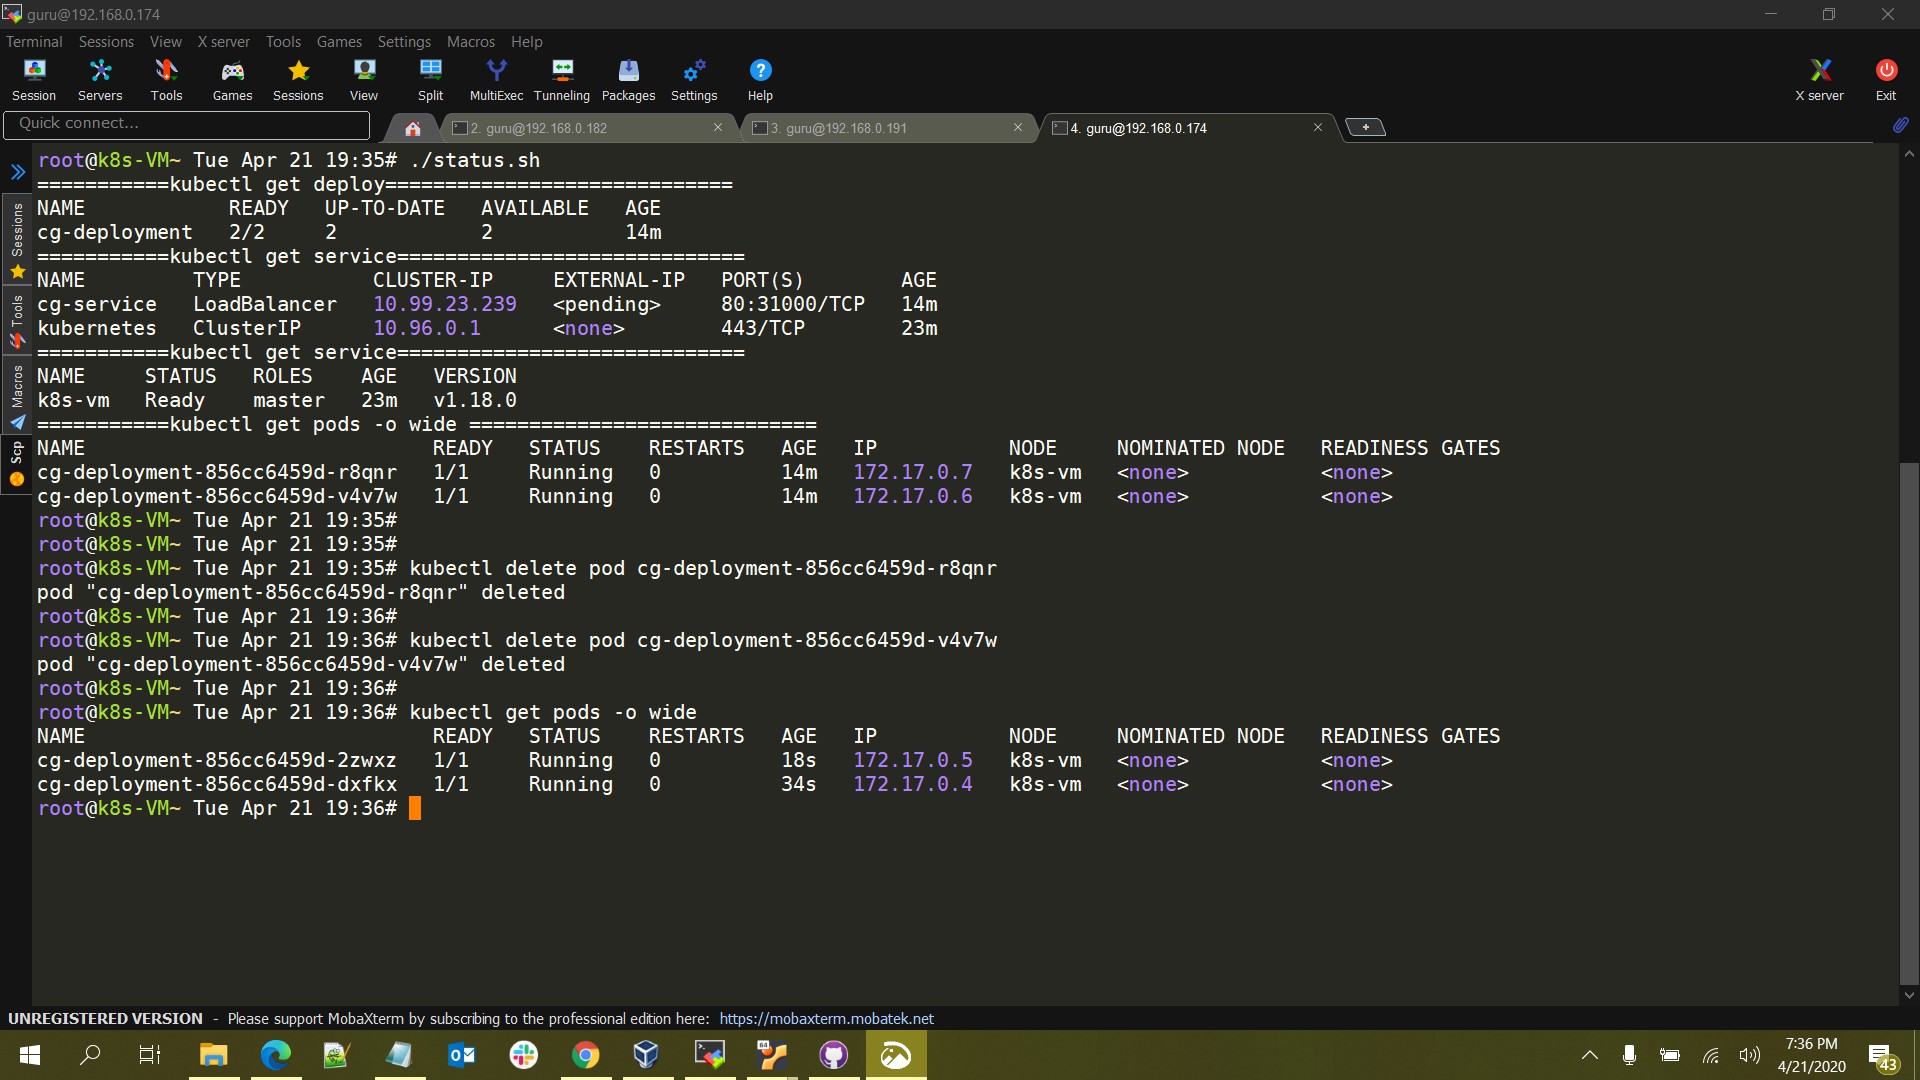 guru@192.168.0.174
Terminal Sessions View X server Tools Games Settings Macros Help
Session Servers Tools Games Sessions View Split MultiExec Tunneling Packages Settings Help X server Exit
Quick connect... 2. guru@192.168.0.182 3. guru@192.168.0.191 4. guru@192.168.0.174
Sessions
Tools
Macros
Scp
root@k8s-VM~ Tue Apr 21 19:35# ./status.sh
===========kubectl get deploy=============================
NAME            READY   UP-TO-DATE   AVAILABLE   AGE
cg-deployment   2/2     2            2           14m
===========kubectl get service=============================
NAME         TYPE           CLUSTER-IP     EXTERNAL-IP   PORT(S)        AGE
cg-service   LoadBalancer   10.99.23.239   <pending>     80:31000/TCP   14m
kubernetes   ClusterIP      10.96.0.1      <none>        443/TCP        23m
===========kubectl get service=============================
NAME     STATUS   ROLES    AGE   VERSION
k8s-vm   Ready    master   23m   v1.18.0
===========kubectl get pods -o wide =============================
NAME                             READY   STATUS    RESTARTS   AGE   IP           NODE     NOMINATED NODE   READINESS GATES
cg-deployment-856cc6459d-r8qnr   1/1     Running   0          14m   172.17.0.7   k8s-vm   <none>           <none>
cg-deployment-856cc6459d-v4v7w   1/1     Running   0          14m   172.17.0.6   k8s-vm   <none>           <none>
root@k8s-VM~ Tue Apr 21 19:35#
root@k8s-VM~ Tue Apr 21 19:35#
root@k8s-VM~ Tue Apr 21 19:35# kubectl delete pod cg-deployment-856cc6459d-r8qnr
pod "cg-deployment-856cc6459d-r8qnr" deleted
root@k8s-VM~ Tue Apr 21 19:36#
root@k8s-VM~ Tue Apr 21 19:36# kubectl delete pod cg-deployment-856cc6459d-v4v7w
pod "cg-deployment-856cc6459d-v4v7w" deleted
root@k8s-VM~ Tue Apr 21 19:36#
root@k8s-VM~ Tue Apr 21 19:36# kubectl get pods -o wide
NAME                             READY   STATUS    RESTARTS   AGE   IP           NODE     NOMINATED NODE   READINESS GATES
cg-deployment-856cc6459d-2zwxz   1/1     Running   0          18s   172.17.0.5   k8s-vm   <none>           <none>
cg-deployment-856cc6459d-dxfkx   1/1     Running   0          34s   172.17.0.4   k8s-vm   <none>           <none>
root@k8s-VM~ Tue Apr 21 19:36#
UNREGISTERED VERSION - Please support MobaXterm by subscribing to the professional edition here: https://mobaxterm.mobatek.net
7:36 PM
4/21/2020
43